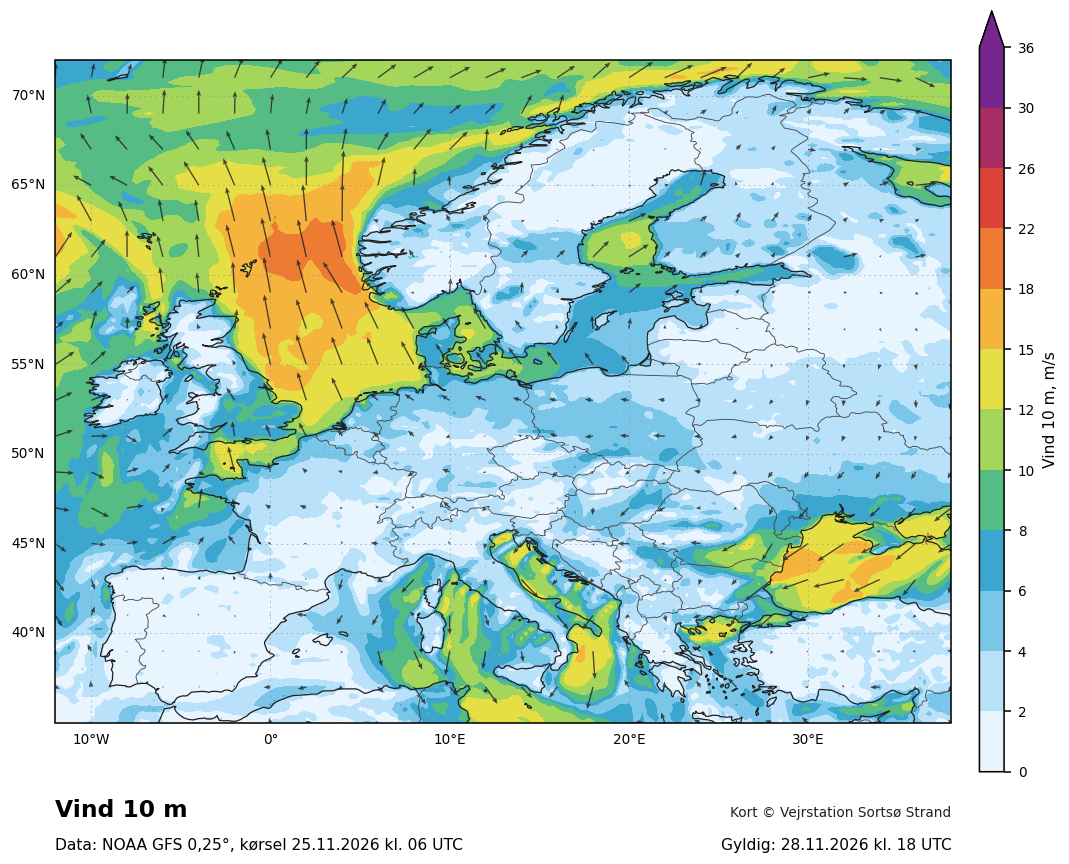 36
30
26
22
18
15
12
10
8
6
4
2
0
Vind 10 m, m/s
70°N
65°N
60°N
55°N
50°N
45°N
40°N
10°W
0°
10°E
20°E
30°E
Vind 10 m
Kort © Vejrstation Sortsø Strand
Data: NOAA GFS 0,25°, kørsel 25.11.2026 kl. 06 UTC
Gyldig: 28.11.2026 kl. 18 UTC